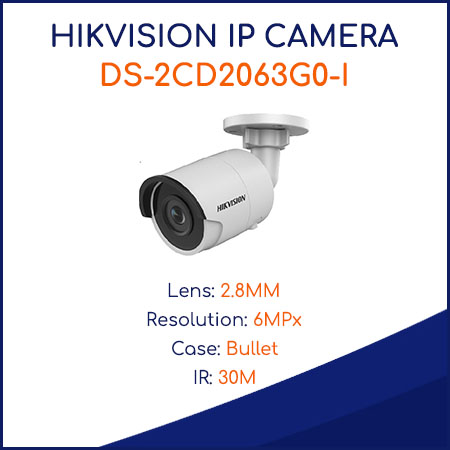 HIKVISION IP CAMERA
DS-2CD2063G0-I
HIKVISION
Lens: 2.8MM
Resolution: 6MPx
Case: Bullet
IR: 30M